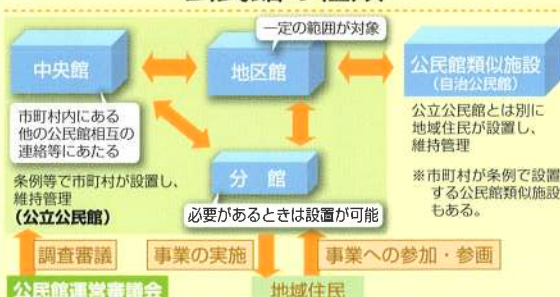 一定の範囲が対象
中央館
地区館
公民館類似施設
(自治公民館)
市町村内にある
他の公民館相互の
連絡等にあたる
公立公民館とは別に
地域住民が設置し、
維持管理
条例等で市町村が設置し、
維持管理
(公立公民館)
分館
※市町村が条例で設置
する公民館類似施設
もある。
必要があるときは設置が可能
調査審議
事業の実施
事業への参加・参画
公民館運営審議会
地域住民